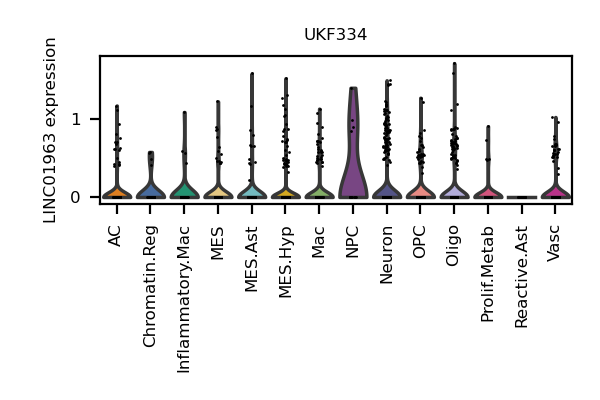 UKF334
LINC01963 expression
1
0
AC
Chromatin.Reg
Inflammatory.Mac
MES
MES.Ast
MES.Hyp
Mac
NPC
Neuron
OPC
Oligo
Prolif.Metab
Reactive.Ast
Vasc